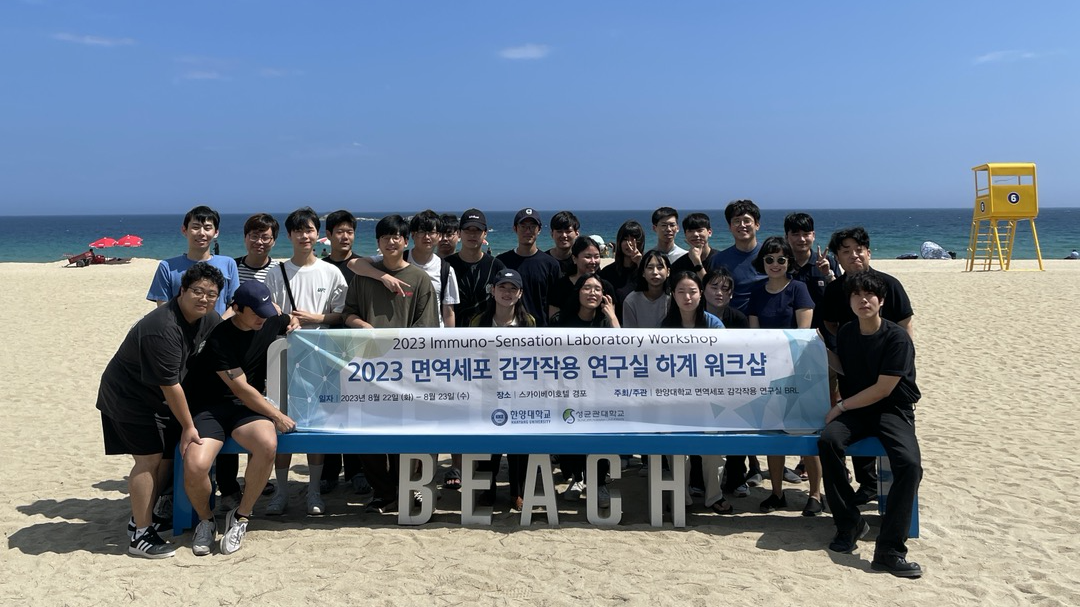 6
2023 Immuno-Sensation Laboratory Workshop
2023 면역세포 감각작용 연구실 하계 워크샵
일자 | 2023년 8월 22일 (화) – 8월 23일 (수) 장소 | 스카이베이호텔 경포 주최/주관 | 한양대학교 면역세포 감각작용 연구실 BRL
한양대학교 성균관대학교
HANYANG UNIVERSITY
BEACH